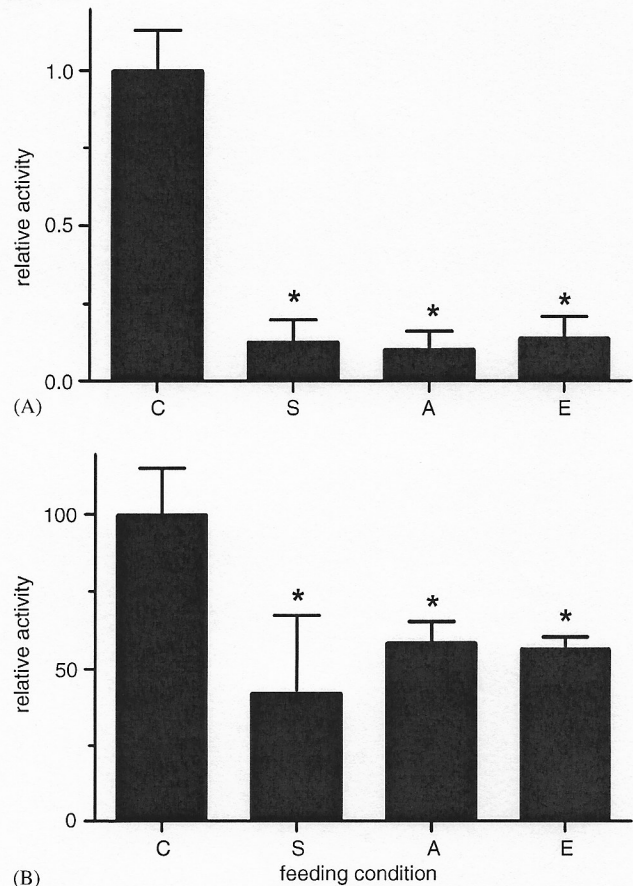 relative activity
1.0
0.5
0.0
* * *
C S A E
(A)
relative activity
100
50
0
* * *
C S A E
feeding condition
(B)